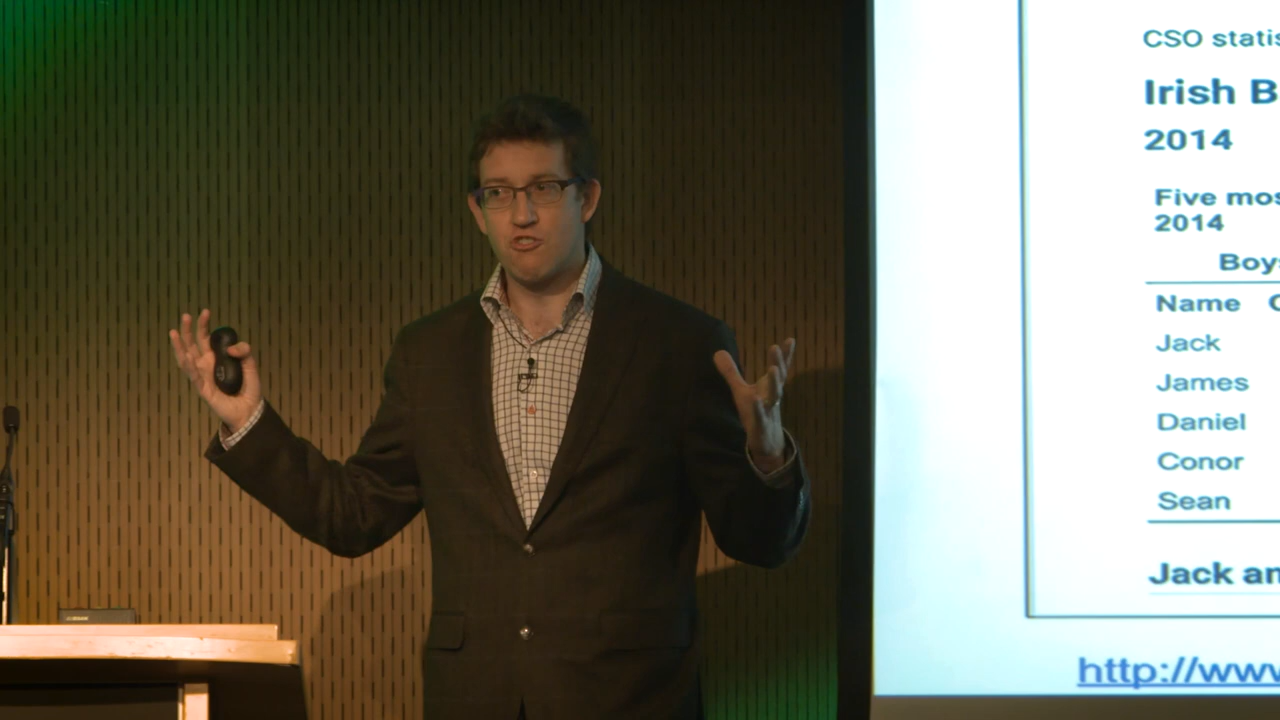 CSO statis
Irish B
2014
Five mos
2014
Boys
Name C
Jack
James
Daniel
Conor
Sean
Jack an
http://www